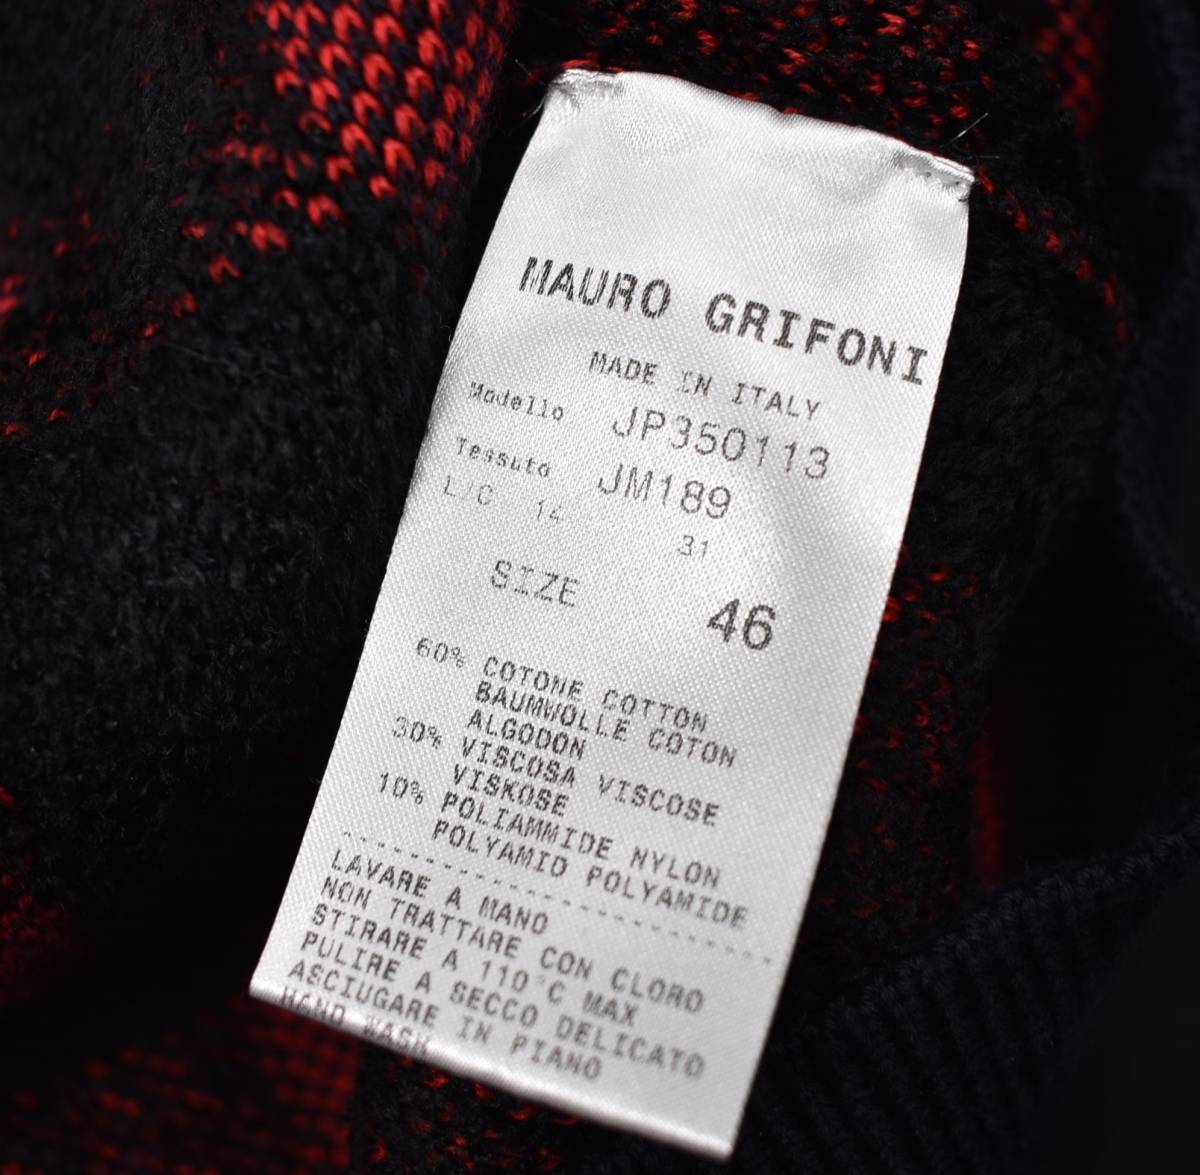 MAURO GRIFONI
MADE IN ITALY
Modello JP350113
Tessuto JM189
L/C 14 31
SIZE 46
60% COTONE COTTON
BAUMWOLLE COTON
ALGODON
30% VISCOSA VISCOSE
VISKOSE
10% POLIAMMIDE NYLON
POLYAMID POLYAMIDE
LAVARE A MANO
NON TRATTARE CON CLORO
STIRARE A 110°C MAX
PULIRE A SECCO DELICATO
ASCIUGARE IN PIANO
HAND WASH